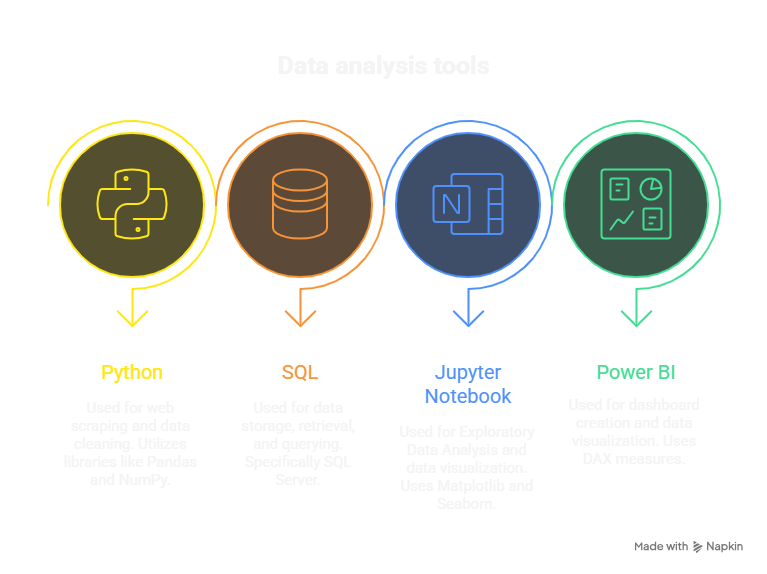 Data analysis tools
N
Python
Used for web
scraping and data
cleaning. Utilizes
libraries like Pandas
and NumPy.
SQL
Used for data
storage, retrieval,
and querying.
Specifically SQL
Server.
Jupyter
Notebook
Used for Exploratory
Data Analysis and
data visualization.
Uses Matplotlib and
Seaborn.
Power BI
Used for dashboard
creation and data
visualization. Uses
DAX measures.
Made with Napkin